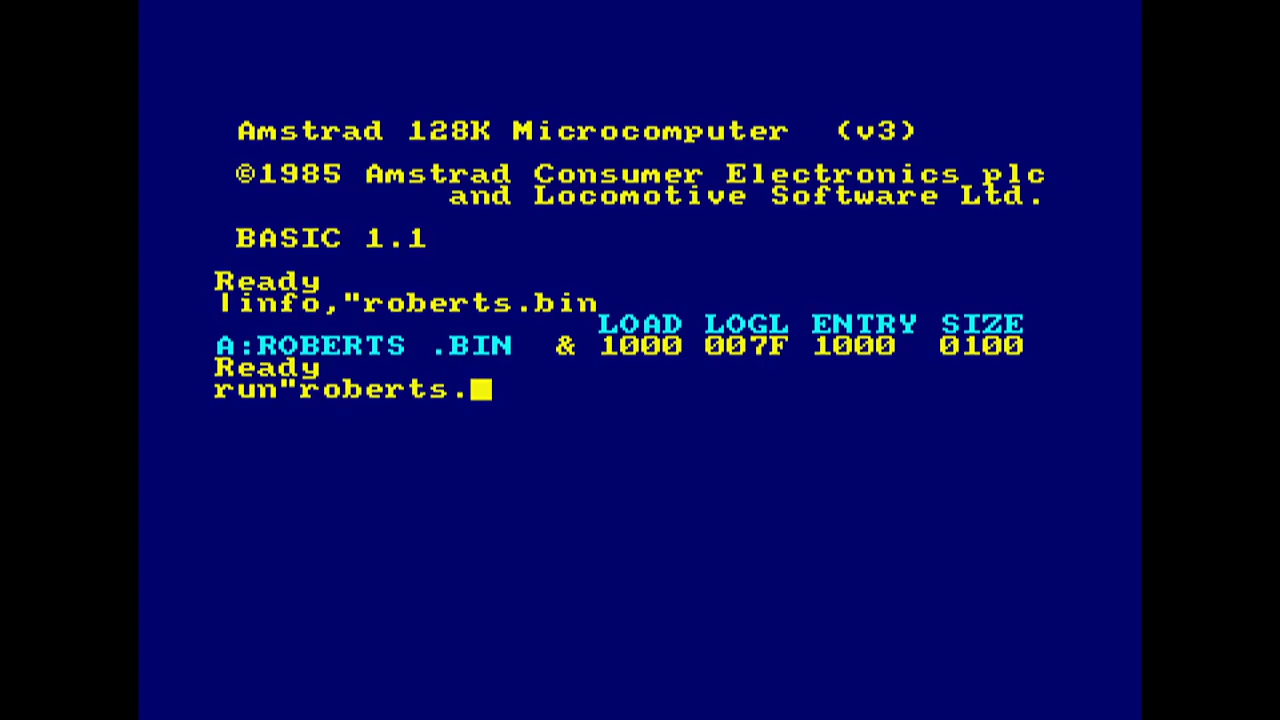 Amstrad 128K Microcomputer (v3)
©1985 Amstrad Consumer Electronics plc
and Locomotive Software Ltd.
BASIC 1.1
Ready
|info,"roberts.bin
LOAD LOGL ENTRY SIZE
A:ROBERTS .BIN & 1000 007F 1000 0100
Ready
run"roberts.